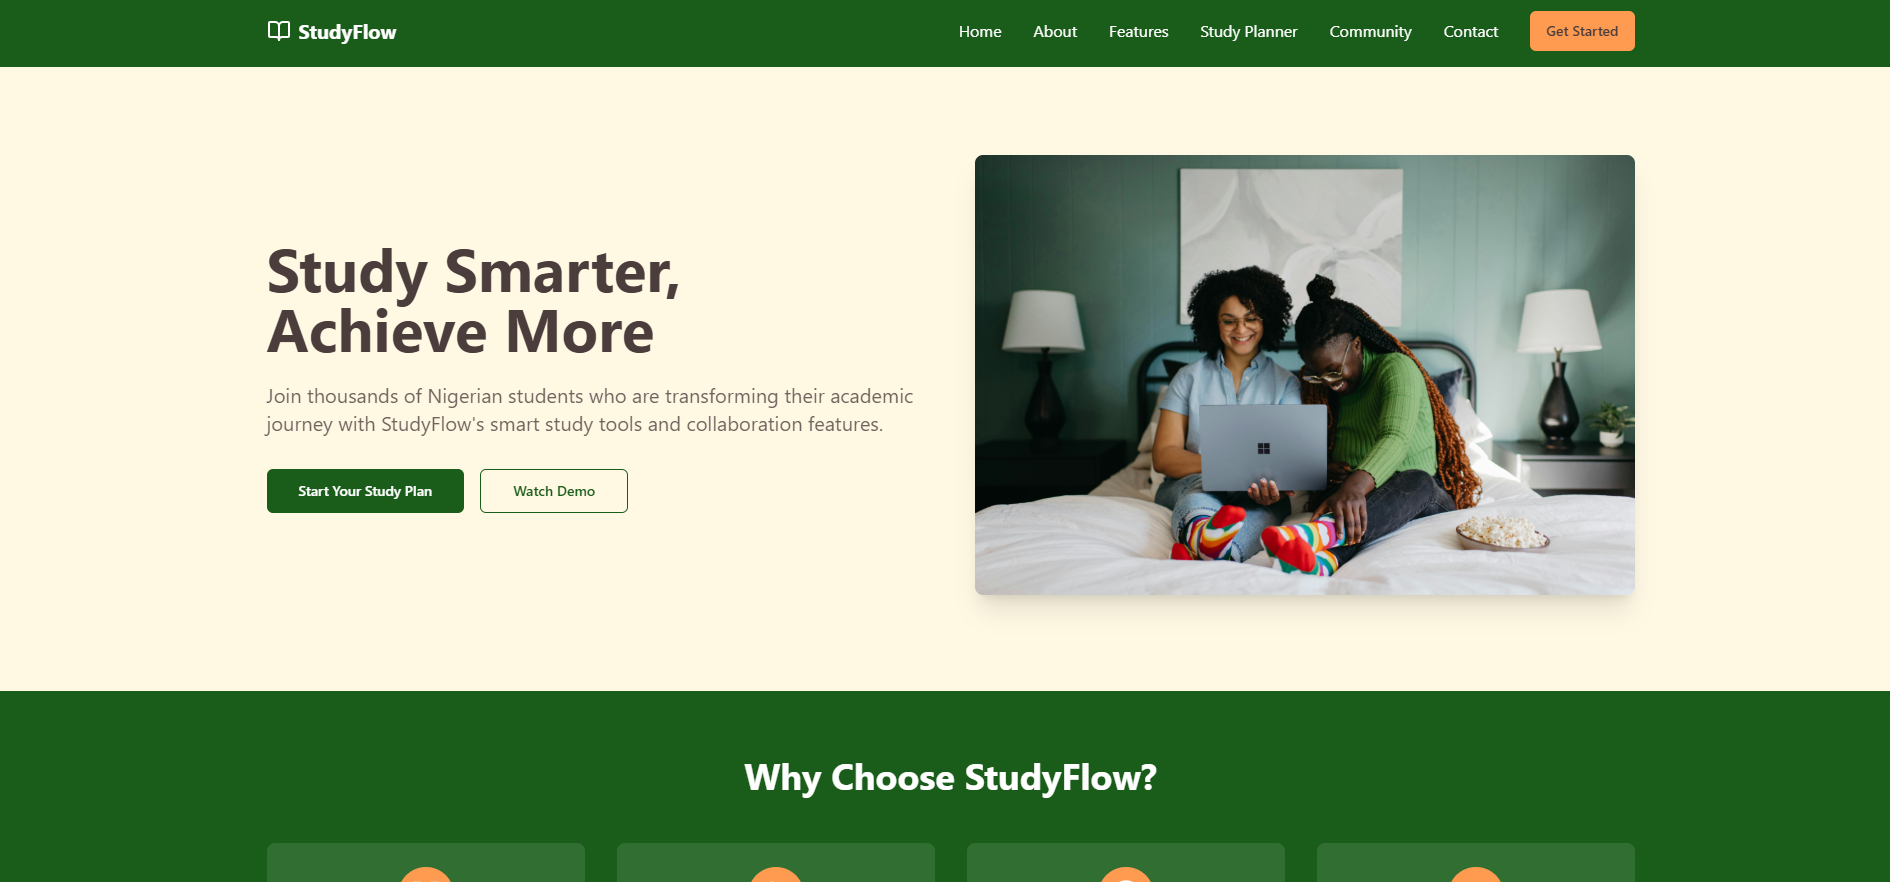 StudyFlow
Home
About
Features
Study Planner
Community
Contact
Get Started
Study Smarter,
Achieve More
Join thousands of Nigerian students who are transforming their academic
journey with StudyFlow's smart study tools and collaboration features.
Start Your Study Plan
Watch Demo
Why Choose StudyFlow?